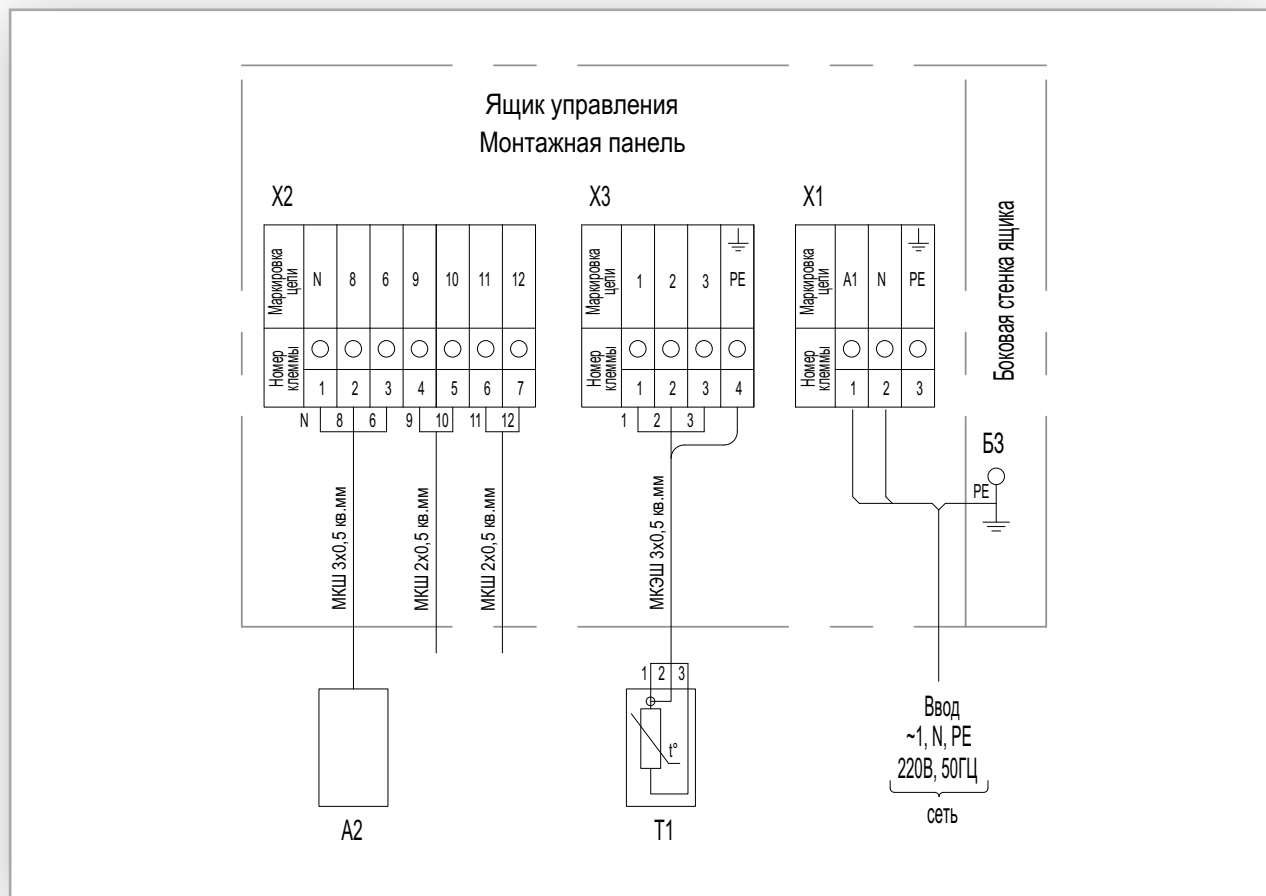 Ящик управления
Монтажная панель
X2
X3
X1
Маркировка цепи
N 8 6 9 10 11 12
Номер клеммы
1 2 3 4 5 6 7
N 8 6 9 10 11 12
Маркировка цепи
1 2 3 PE
Номер клеммы
1 2 3 4
1 2 3
Маркировка цепи
A1 N PE
Номер клеммы
1 2 3
Боковая стенка ящика
Б3
PE
МКШ 3х0,5 кв.мм
МКШ 2х0,5 кв.мм
МКШ 2х0,5 кв.мм
МКЭШ 3х0,5 кв.мм
1 2 3
t°
A2
T1
Ввод
~1, N, PE
220В, 50ГЦ
сеть